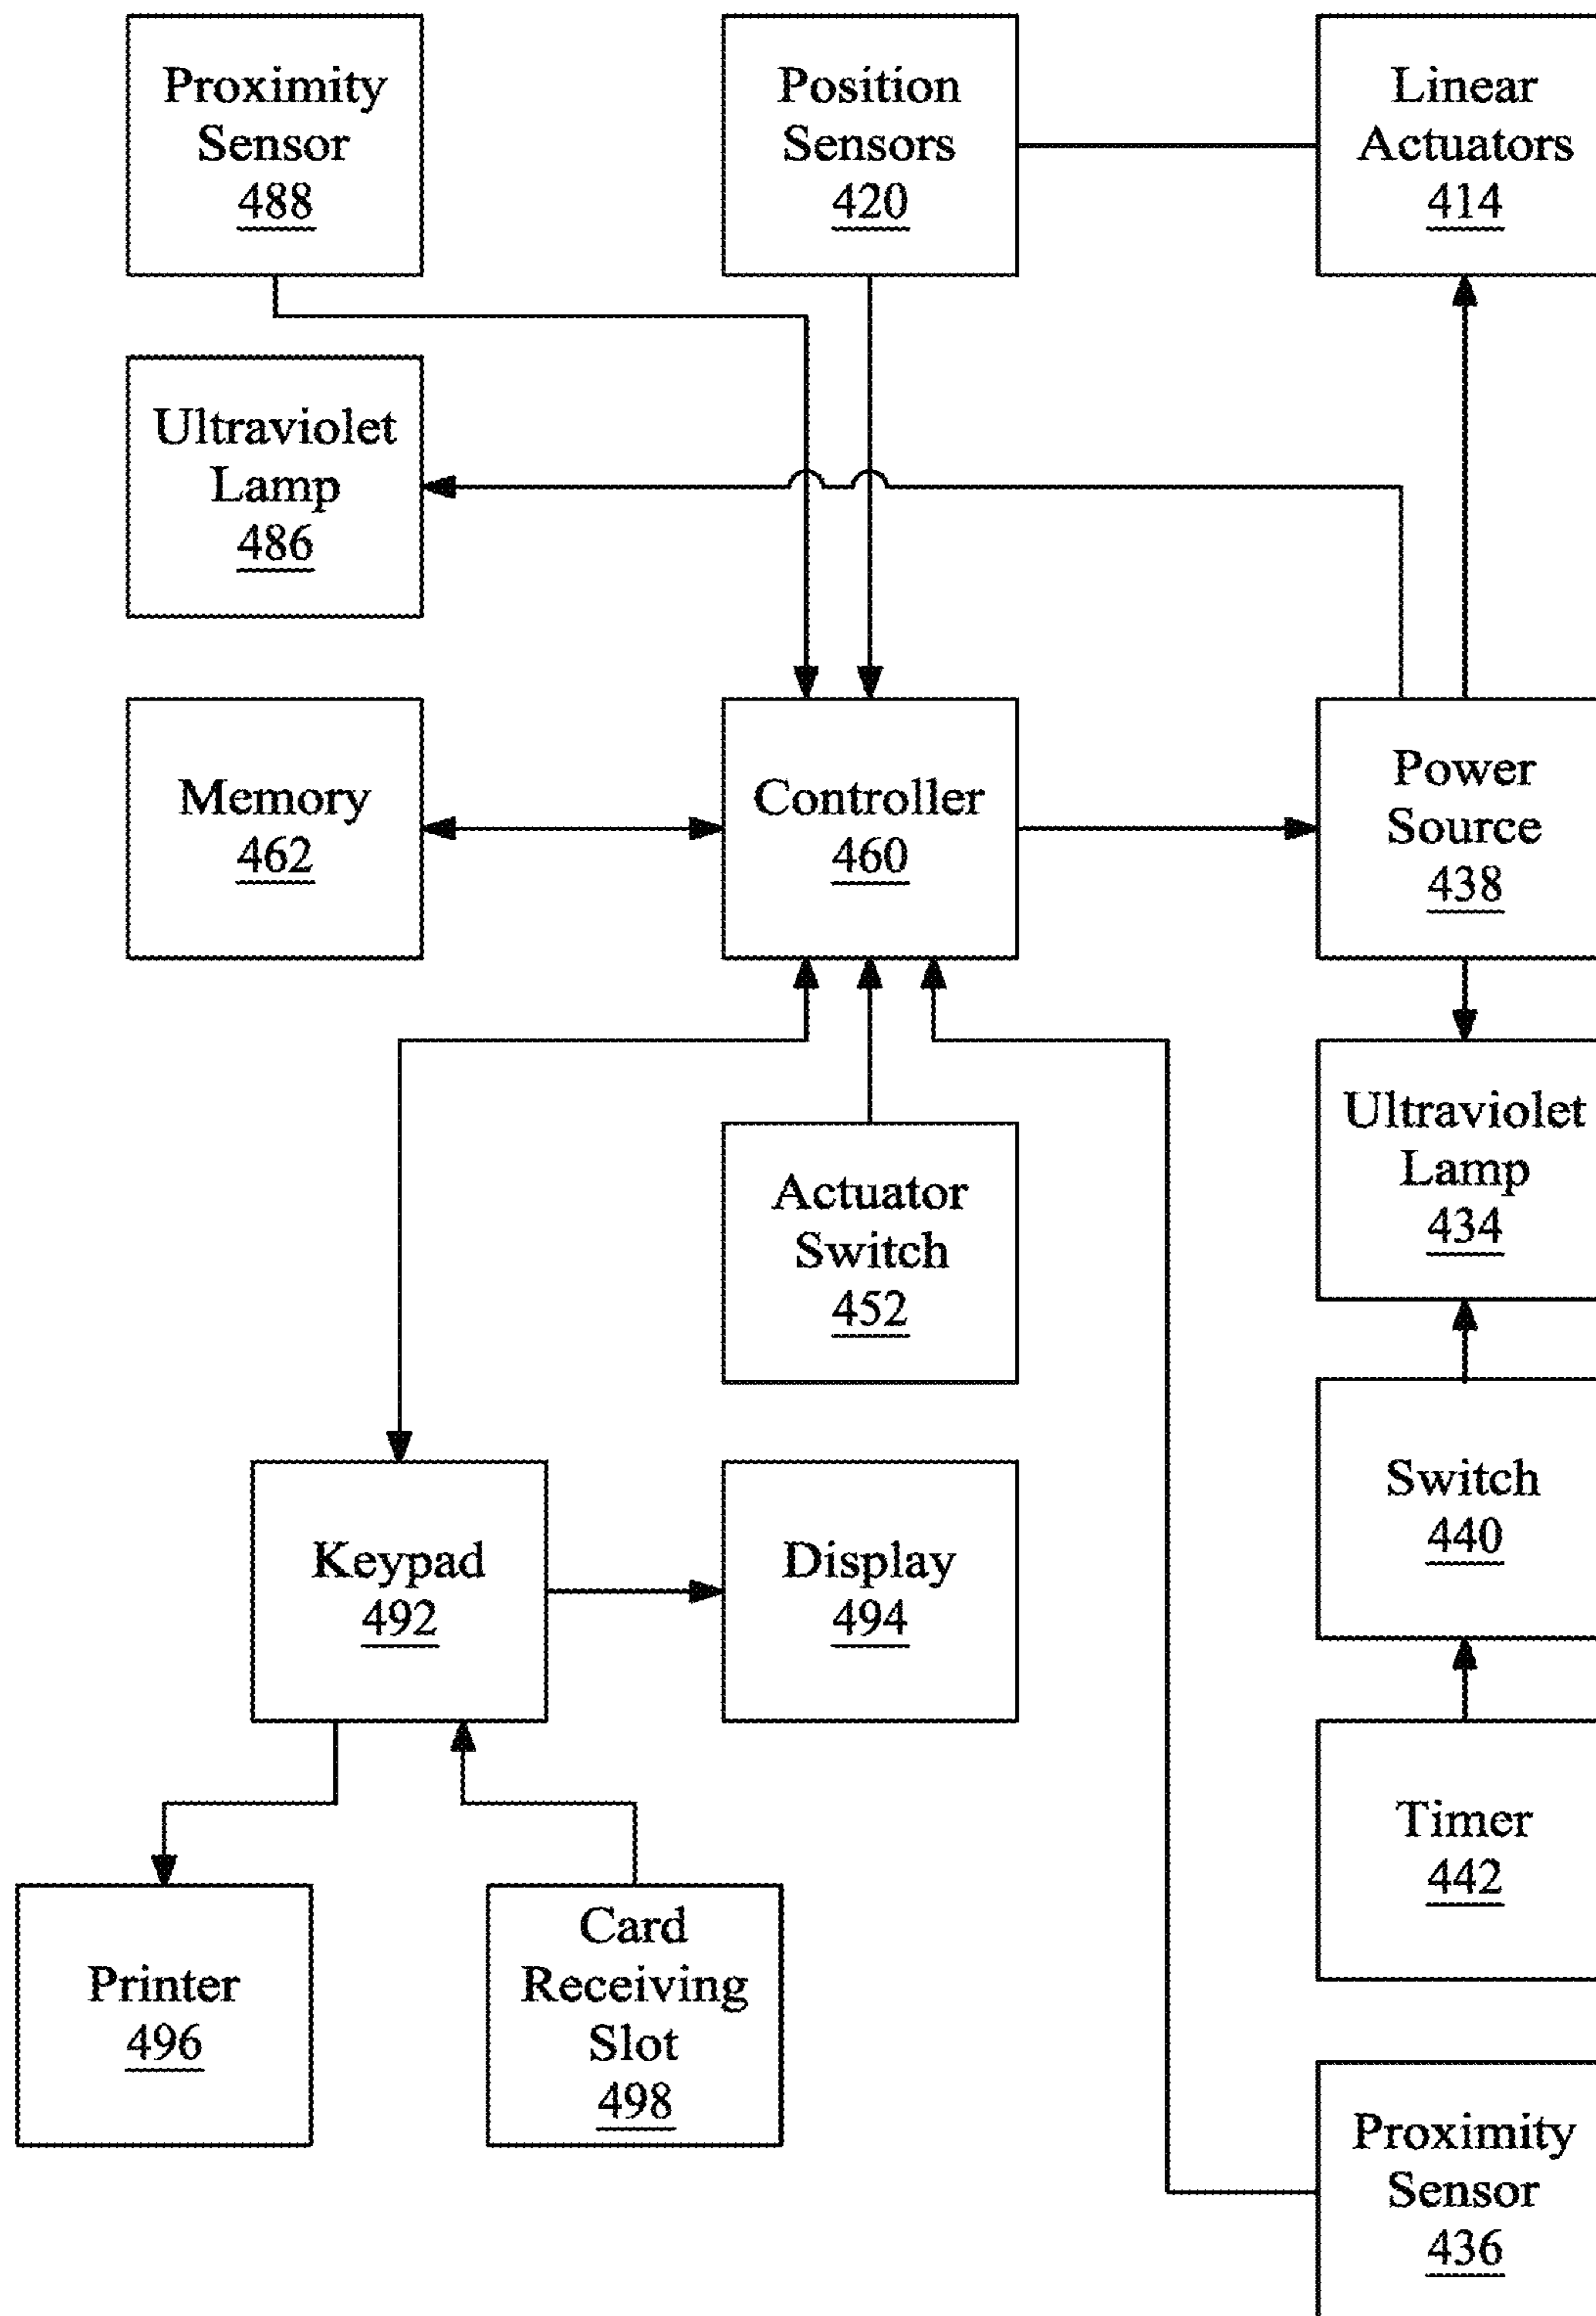 Proximity
Sensor
488
Position
Sensors
420
Linear
Actuators
414
Ultraviolet
Lamp
486
Memory
462
Controller
460
Power
Source
438
Ultraviolet
Lamp
434
Actuator
Switch
452
Switch
440
Keypad
492
Display
494
Timer
442
Printer
496
Card
Receiving
Slot
498
Proximity
Sensor
436